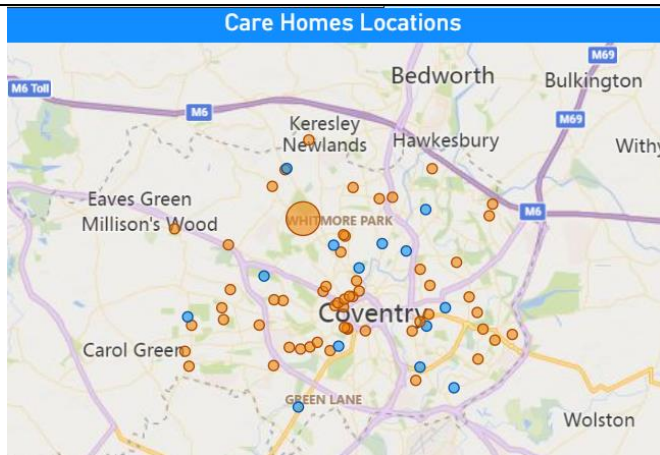 Care Homes Locations
M69
Bedworth
Bulkington
M6 Toll
M6
M69
Keresley
Newlands
Hawkesbury
Withy
Eaves Green
M6
WHITMORE PARK
Millison's Wood
Coventry
Carol Green
GREEN LANE
Wolston